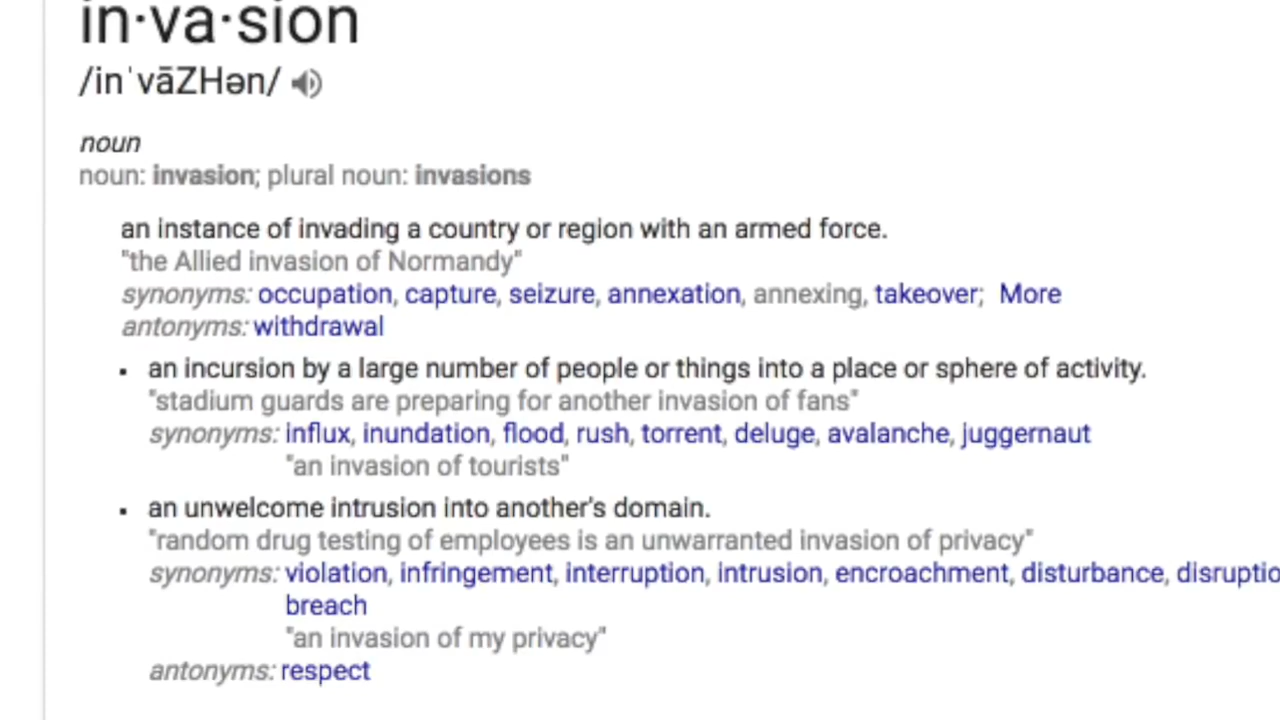 in·va·sion
/inˈvāZHən/
noun
noun: invasion; plural noun: invasions
an instance of invading a country or region with an armed force.
"the Allied invasion of Normandy"
synonyms: occupation, capture, seizure, annexation, annexing, takeover; More
antonyms: withdrawal
• an incursion by a large number of people or things into a place or sphere of activity.
"stadium guards are preparing for another invasion of fans"
synonyms: influx, inundation, flood, rush, torrent, deluge, avalanche, juggernaut
"an invasion of tourists"
• an unwelcome intrusion into another's domain.
"random drug testing of employees is an unwarranted invasion of privacy"
synonyms: violation, infringement, interruption, intrusion, encroachment, disturbance, disruptio
breach
"an invasion of my privacy"
antonyms: respect